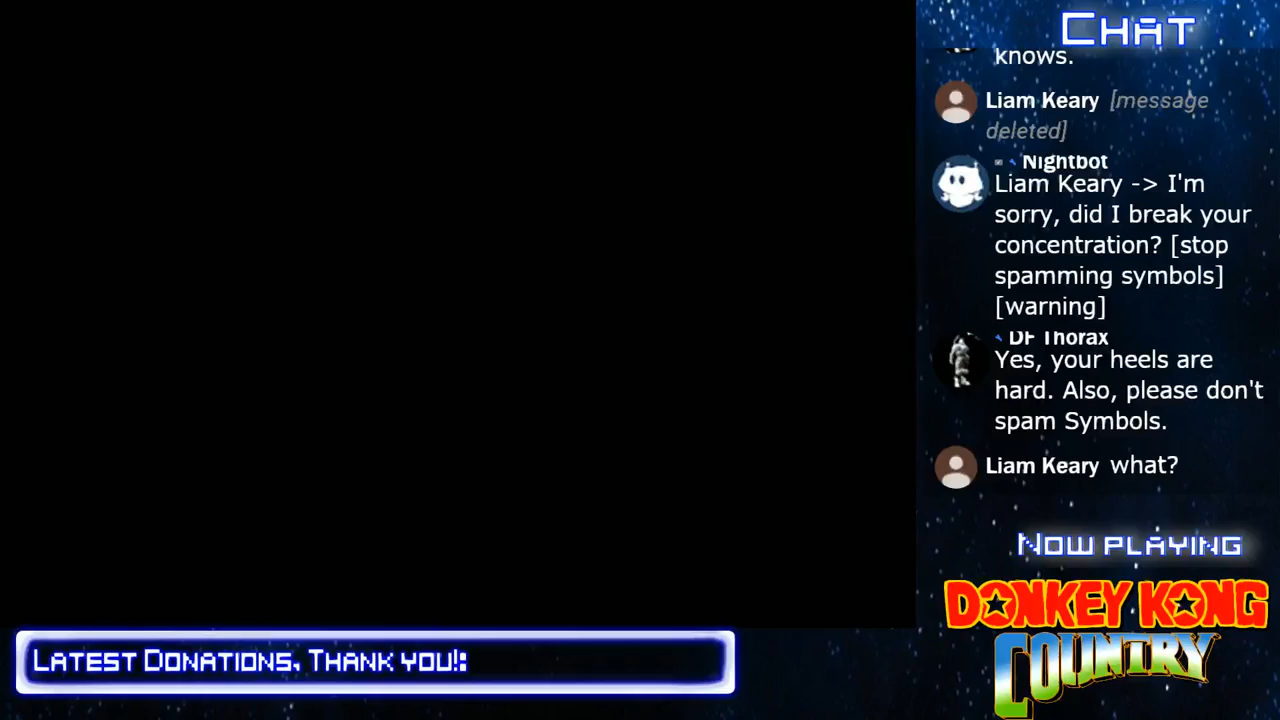 Chat
knows.
Liam Keary [message
deleted]
Nightbot
Liam Keary -> I'm
sorry, did I break your
concentration? [stop
spamming symbols]
[warning]
DF Thorax
Yes, your heels are
hard. Also, please don't
spam Symbols.
Liam Keary what?
Now playing
DONKEY KONG
COUNTRY
Latest Donations, Thank you!: